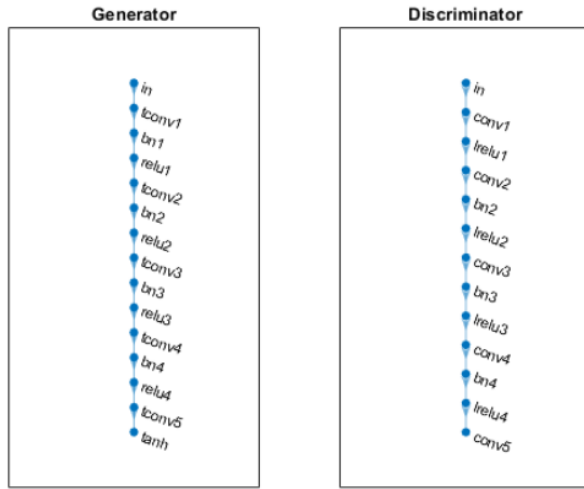 Generator
in
tconv1
bn1
relu1
tconv2
bn2
relu2
tconv3
bn3
relu3
tconv4
bn4
relu4
tconv5
tanh
Discriminator
in
conv1
lrelu1
conv2
bn2
lrelu2
conv3
bn3
lrelu3
conv4
bn4
lrelu4
conv5